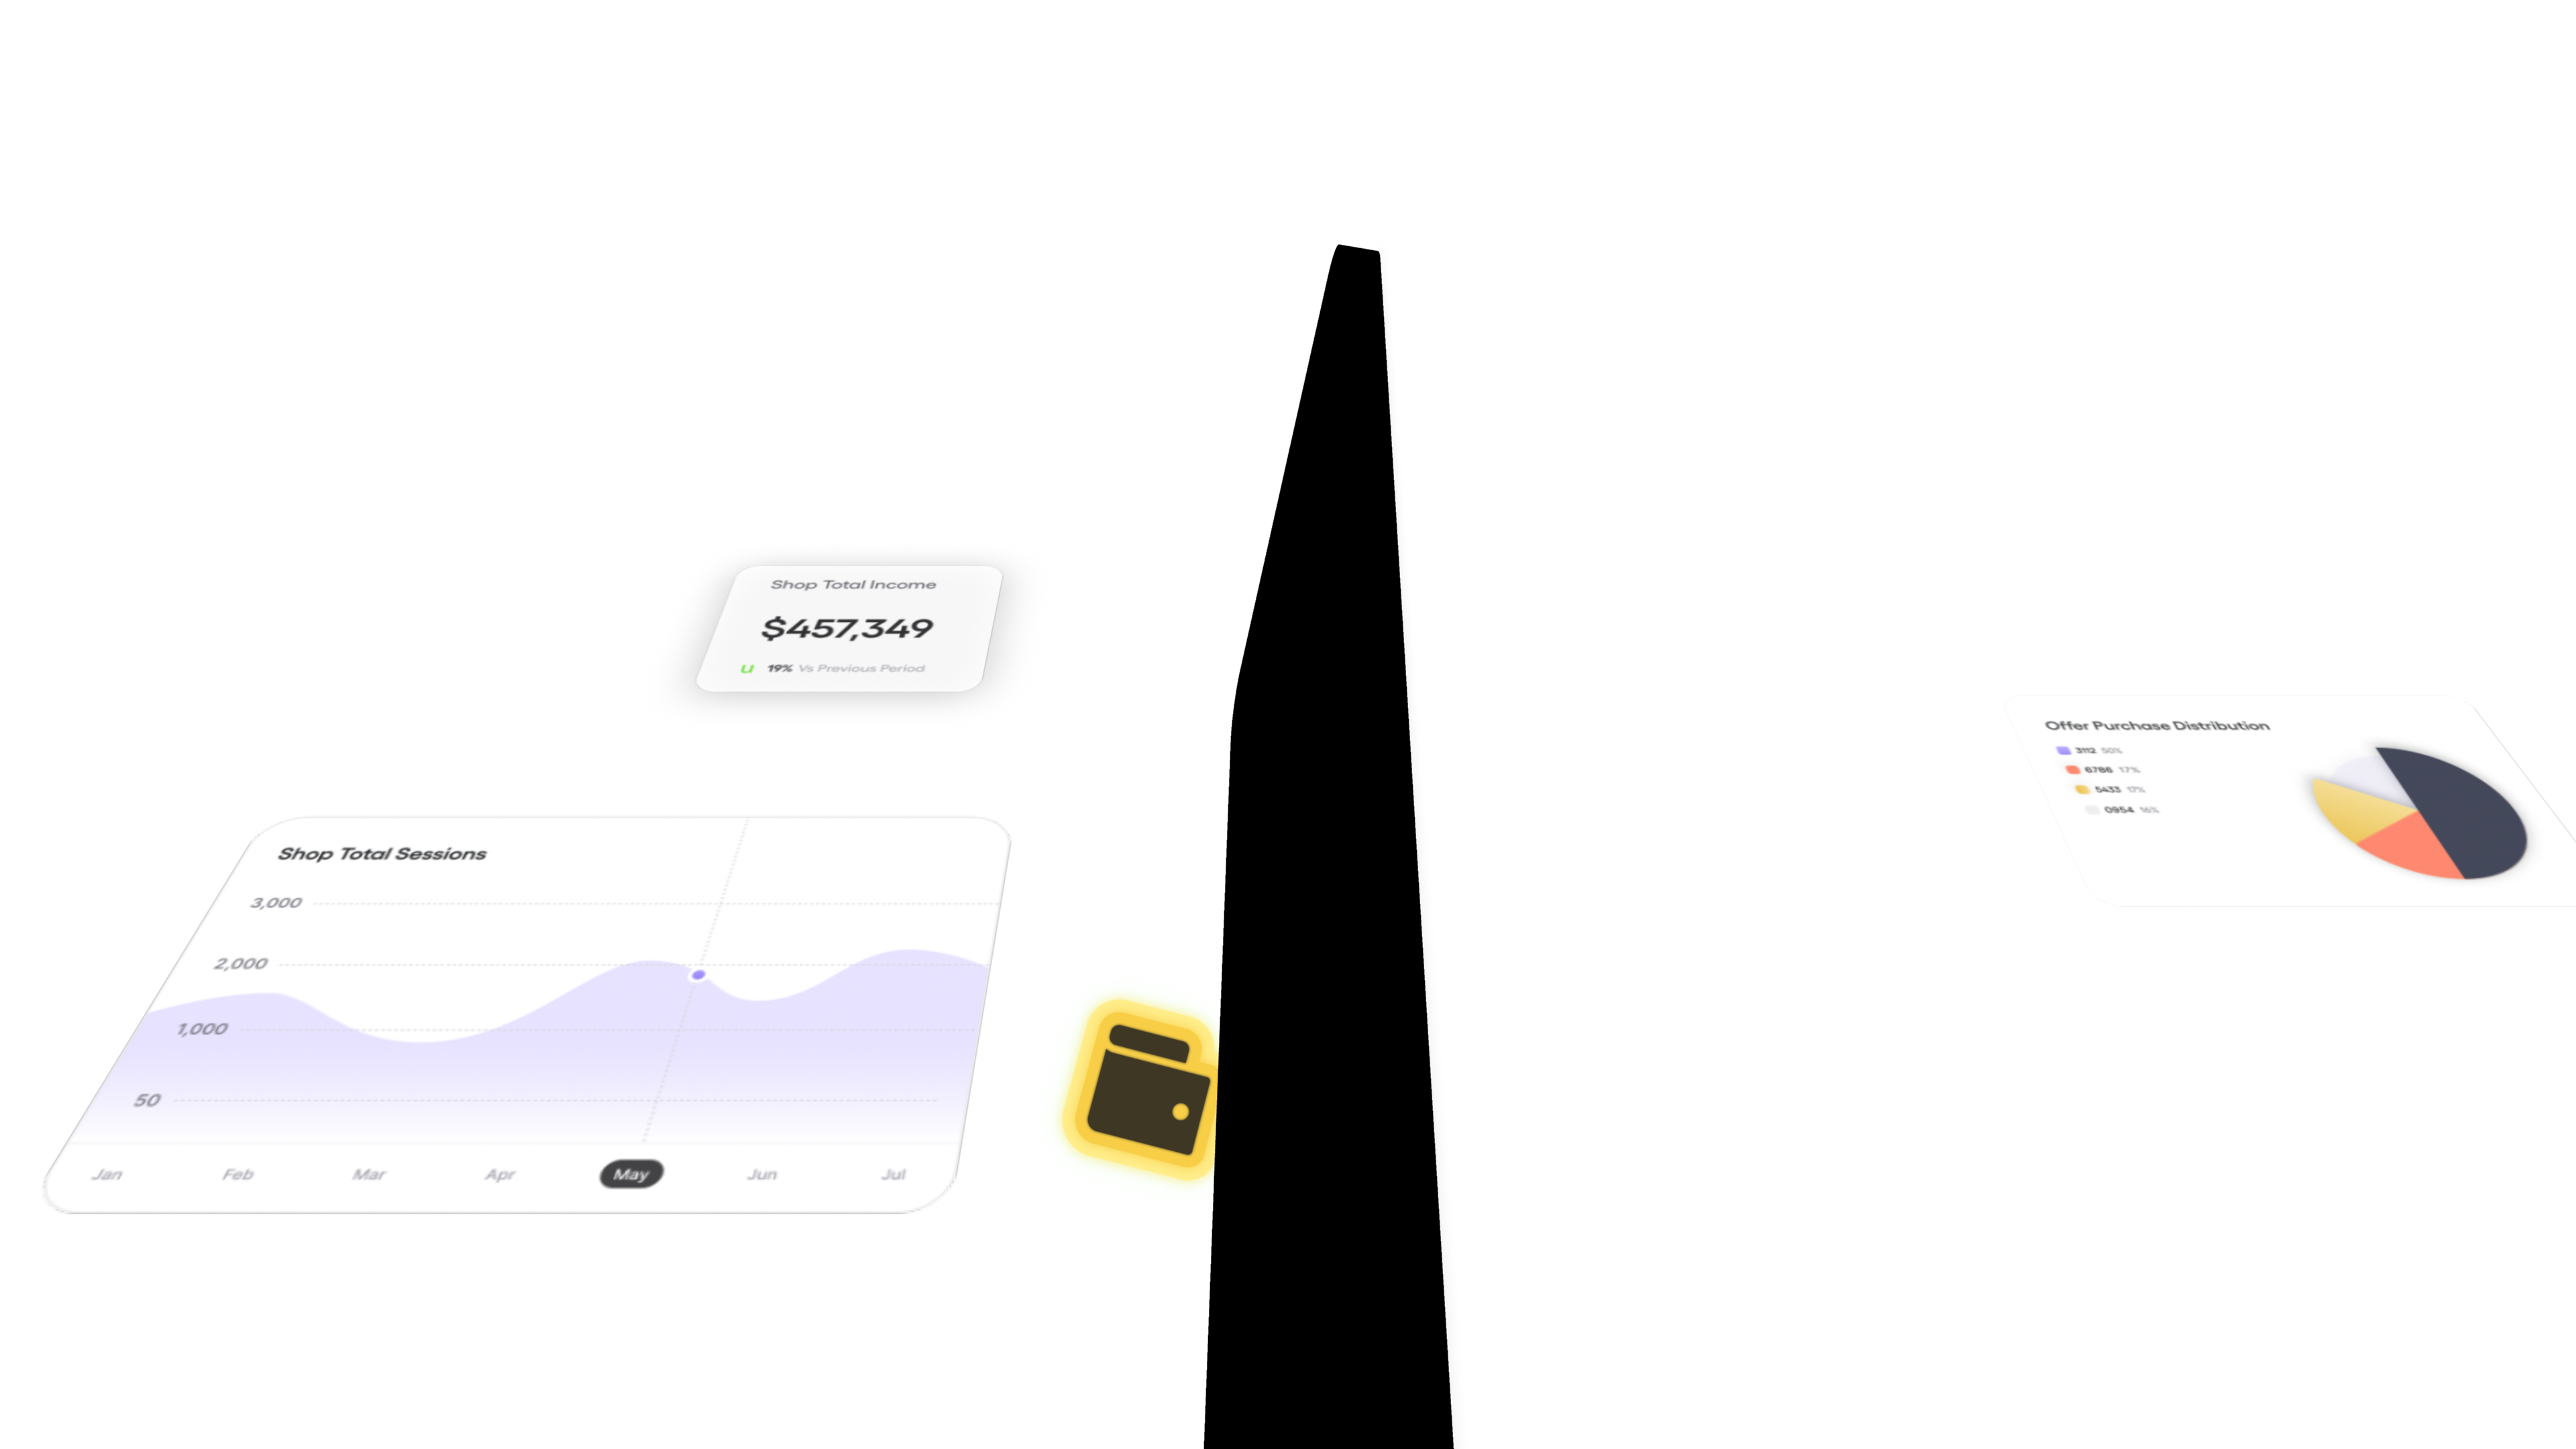 Shop Total Income
$457,349
u 19% Vs Previous Period
Offer Purchase Distribution
3112 50%
6786 17%
5433 17%
0954 16%
Shop Total Sessions
3,000
2,000
1,000
50
Jan Feb Mar Apr May Jun Jul